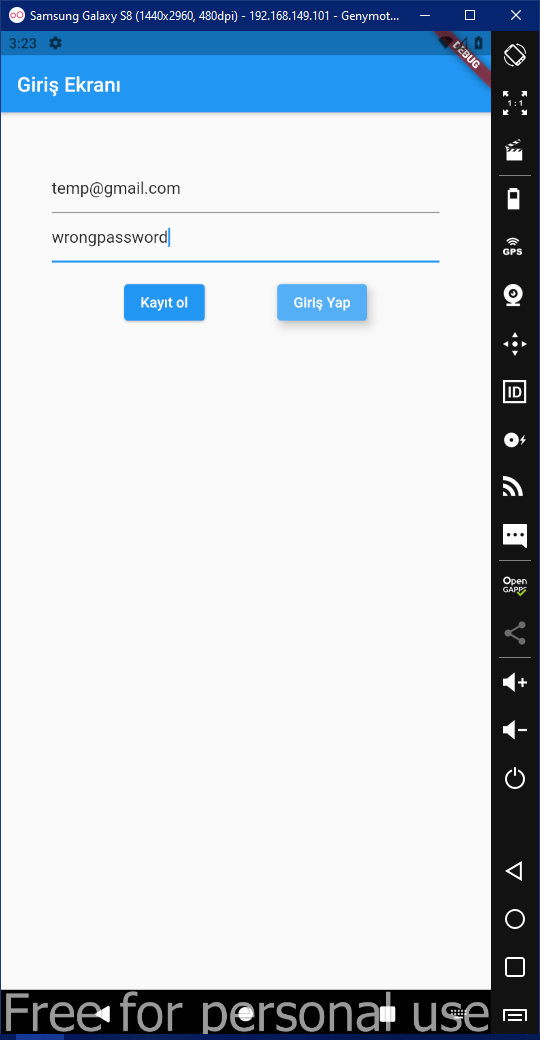 Samsung Galaxy S8 (1440x2960, 480dpi) - 192.168.149.101 - Genymot...
3:23
DEBUG
Giriş Ekranı
1 : 1
temp@gmail.com
GPS
wrongpassword
Kayıt ol
Giriş Yap
ID
Open
GAPPS
Free for personal use